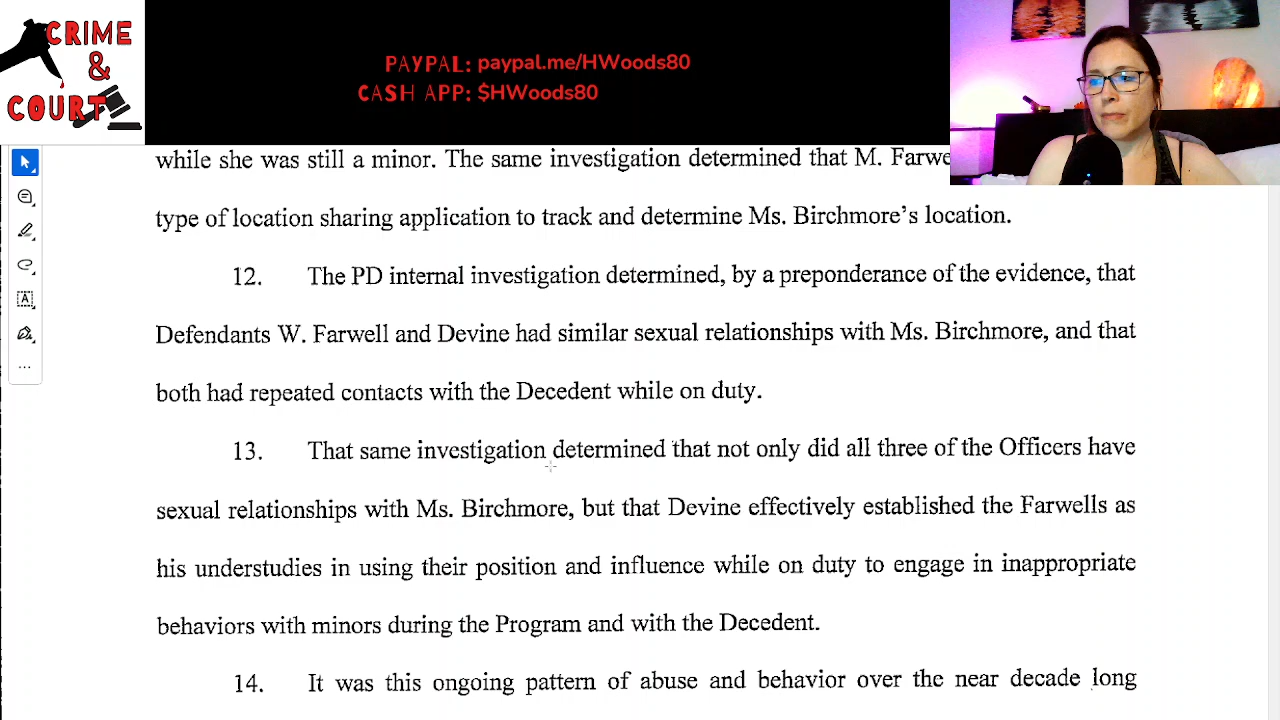 CRIME
&
COURT
PAYPAL: paypal.me/HWoods80
CASH APP: $HWoods80
while she was still a minor. The same investigation determined that M.
type of location sharing application to track and determine Ms. Birchmore's location.
12. The PD internal investigation determined, by a preponderance of the evidence, that
Defendants W. Farwell and Devine had similar sexual relationships with Ms. Birchmore, and that
both had repeated contacts with the Decedent while on duty.
13. That same investigation determined that not only did all three of the Officers have
sexual relationships with Ms. Birchmore, but that Devine effectively established the Farwells as
his understudies in using their position and influence while on duty to engage in inappropriate
behaviors with minors during the Program and with the Decedent.
14. It was this ongoing pattern of abuse and behavior over the near decade long